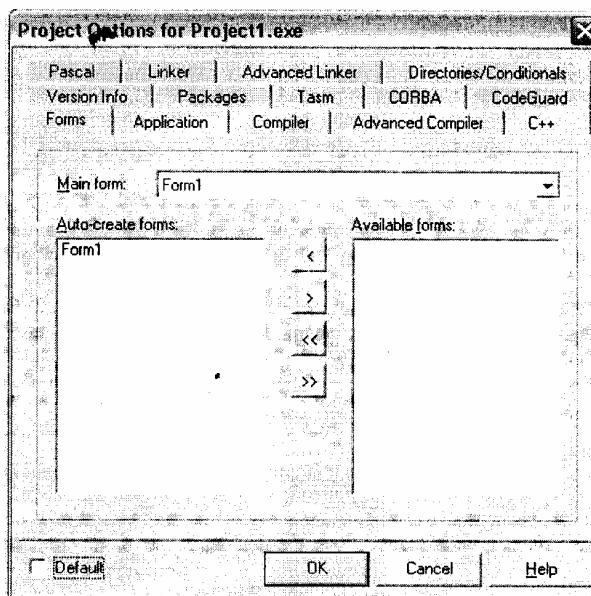 Project Options for Project1.exe
Pascal Linker Advanced Linker Directories/Conditionals
Version Info Packages Tasm CORBA CodeGuard
Forms Application Compiler Advanced Compiler C++
Main form: Form1
Auto-create forms: Available forms:
Form1
<
>
<<
>>
Default OK Cancel Help